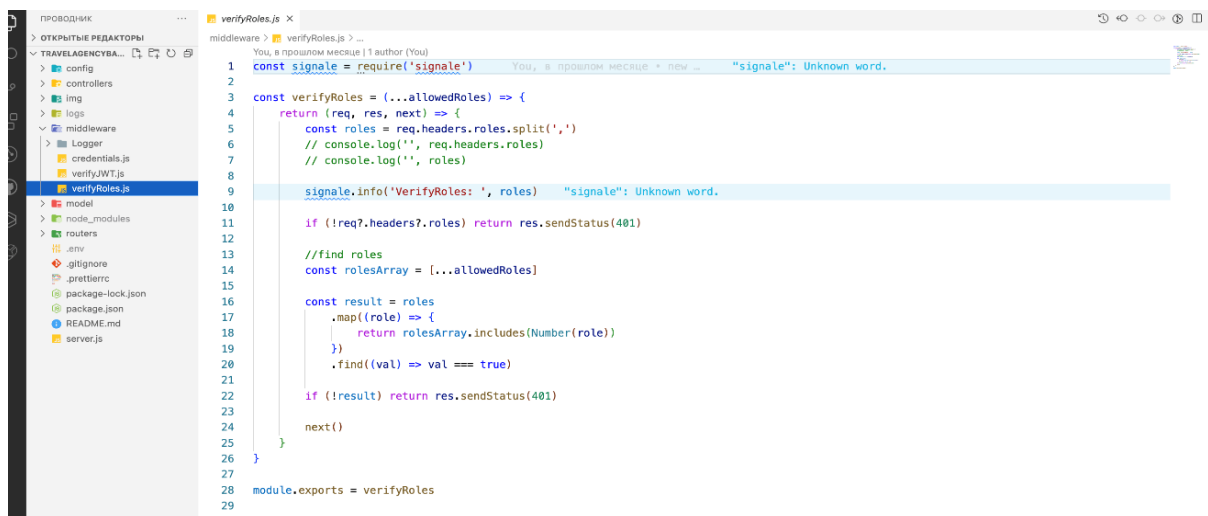 ПРОВОДНИК ...
> ОТКРЫТЫЕ РЕДАКТОРЫ
TRAVELAGENCYBA...
> config
> controllers
> img
> logs
middleware
> Logger
credentials.js
verifyJWT.js
verifyRoles.js
> model
> node_modules
> routers
.env
.gitignore
.prettierrc
package-lock.json
package.json
README.md
server.js
verifyRoles.js ×
middleware > verifyRoles.js > ...
You, в прошлом месяце | 1 author (You)
1 const signale = require('signale') You, в прошлом месяце • new … "signale": Unknown word.
2
3 const verifyRoles = (...allowedRoles) => {
4 return (req, res, next) => {
5 const roles = req.headers.roles.split(',')
6 // console.log('', req.headers.roles)
7 // console.log('', roles)
8
9 signale.info('VerifyRoles: ', roles) "signale": Unknown word.
10
11 if (!req?.headers?.roles) return res.sendStatus(401)
12
13 //find roles
14 const rolesArray = [...allowedRoles]
15
16 const result = roles
17 .map((role) => {
18 return rolesArray.includes(Number(role))
19 })
20 .find((val) => val === true)
21
22 if (!result) return res.sendStatus(401)
23
24 next()
25 }
26 }
27
28 module.exports = verifyRoles
29